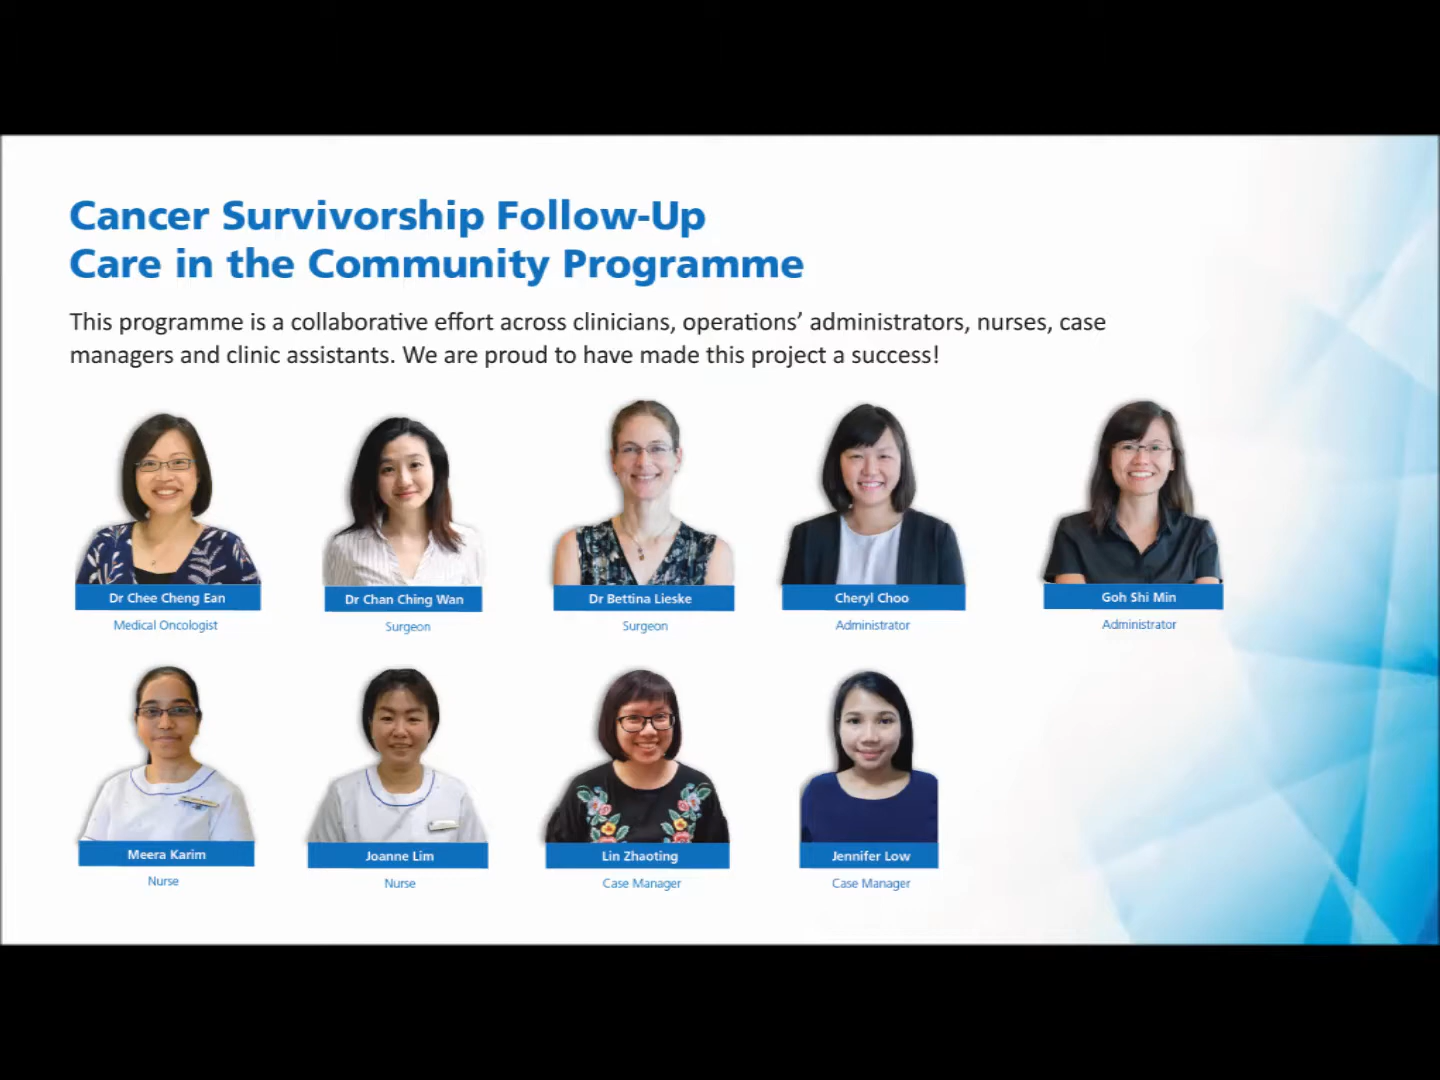 Cancer Survivorship Follow-Up
Care in the Community Programme
This programme is a collaborative effort across clinicians, operations’ administrators, nurses, case
managers and clinic assistants. We are proud to have made this project a success!
Dr Chee Cheng Ean
Medical Oncologist
Dr Chan Ching Wan
Surgeon
Dr Bettina Lieske
Surgeon
Cheryl Choo
Administrator
Goh Shi Min
Administrator
Meera Karim
Nurse
Joanne Lim
Nurse
Lin Zhaoting
Case Manager
Jennifer Low
Case Manager